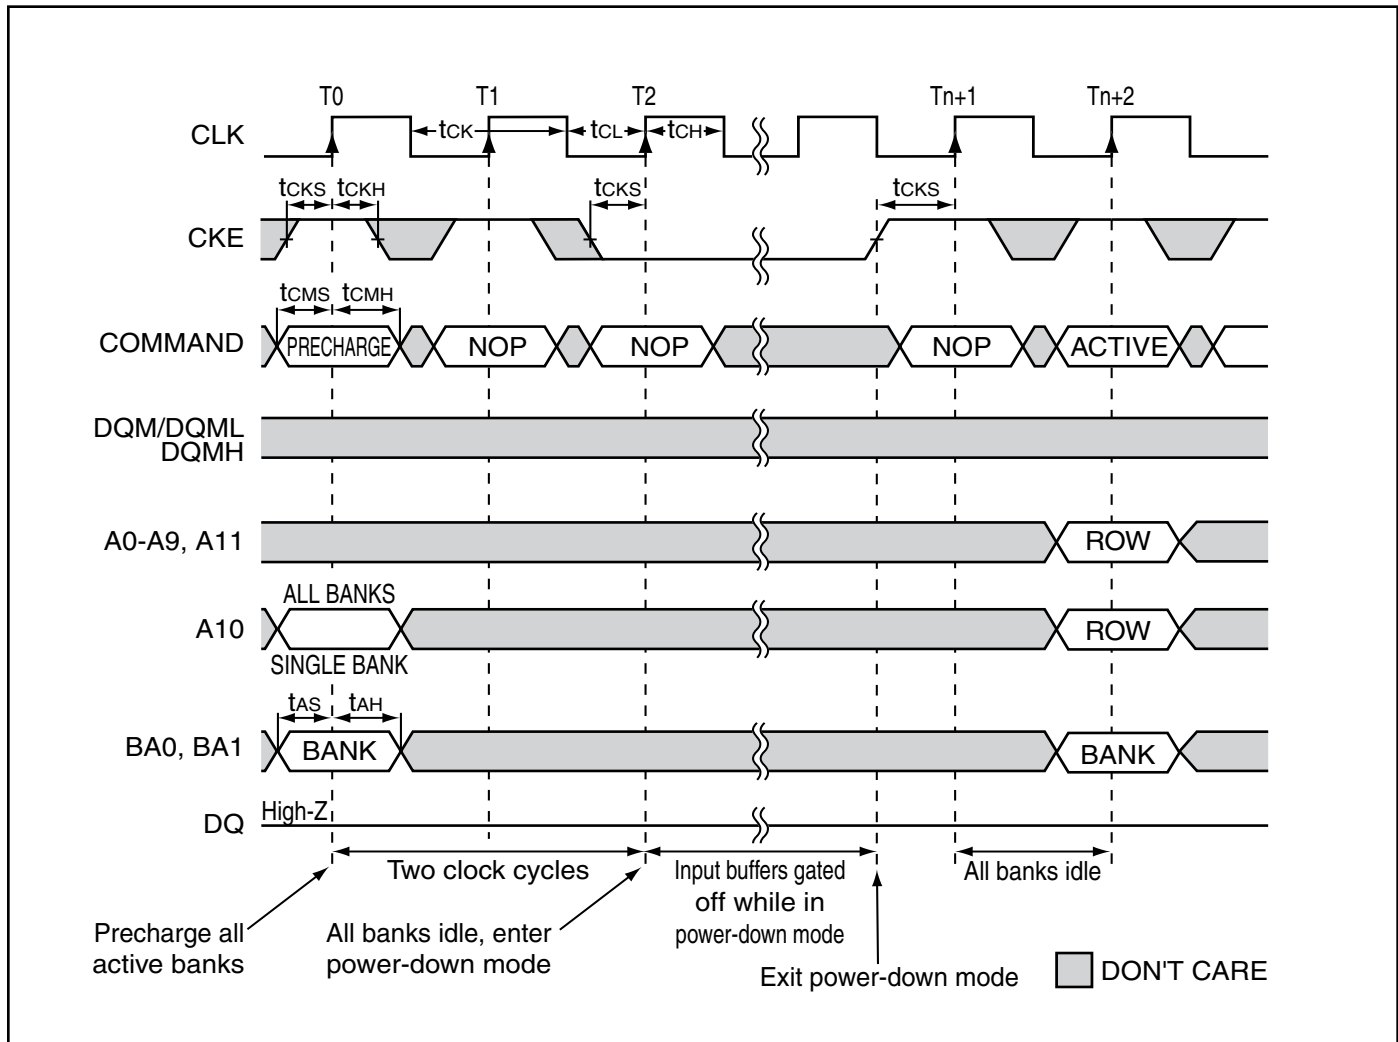 T0 T1 T2 Tn+1 Tn+2
CLK tCK tCL tCH
tCKS tCKH tCKS tCKS
CKE
tCMS tCMH
COMMAND PRECHARGE NOP NOP NOP ACTIVE
DQM/DQML
DQMH
A0-A9, A11 ROW
ALL BANKS
A10 ROW
SINGLE BANK
tAS tAH
BA0, BA1 BANK BANK
DQ High-Z
Two clock cycles
Input buffers gated
off while in
power-down mode
All banks idle
Precharge all
active banks
All banks idle, enter
power-down mode
Exit power-down mode
DON'T CARE